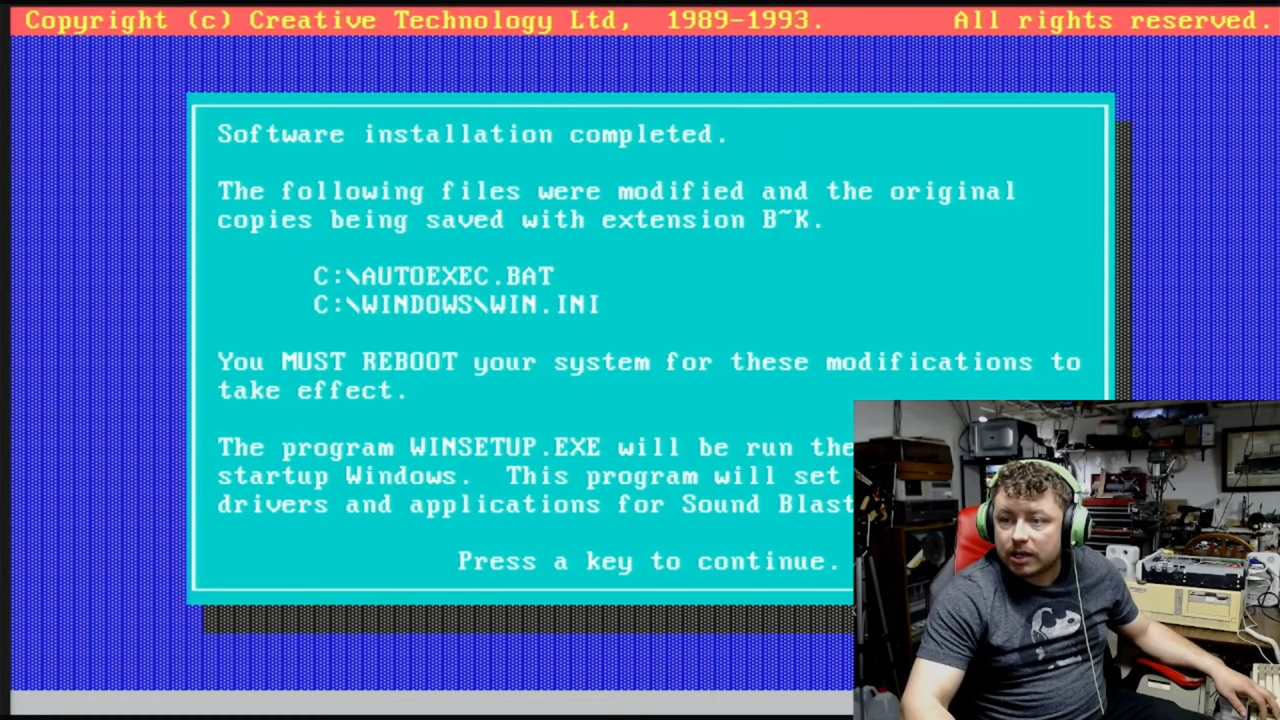 Copyright (c) Creative Technology Ltd, 1989-1993. All rights reserved.
Software installation completed.
The following files were modified and the original
copies being saved with extension B~K.
C:\AUTOEXEC.BAT
C:\WINDOWS\WIN.INI
You MUST REBOOT your system for these modifications to
take effect.
The program WINSETUP.EXE will be run the
startup Windows. This program will set
drivers and applications for Sound Blast
Press a key to continue.